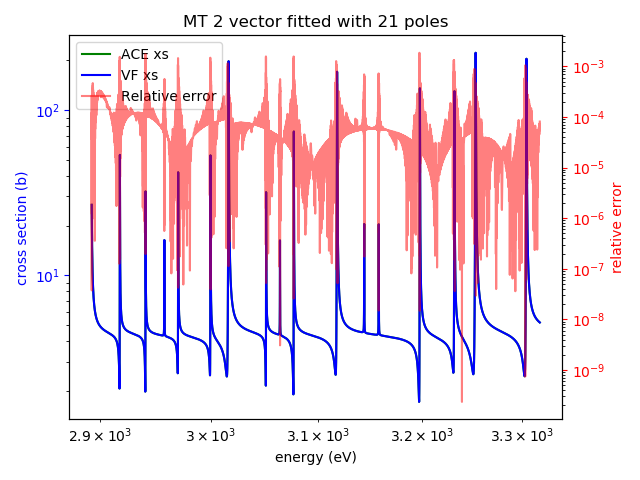 MT 2 vector fitted with 21 poles
ACE xs
VF xs
Relative error
cross section (b)
10²
10¹
relative error
10⁻³
10⁻⁴
10⁻⁵
10⁻⁶
10⁻⁷
10⁻⁸
10⁻⁹
2.9 × 10³
3 × 10³
3.1 × 10³
3.2 × 10³
3.3 × 10³
energy (eV)